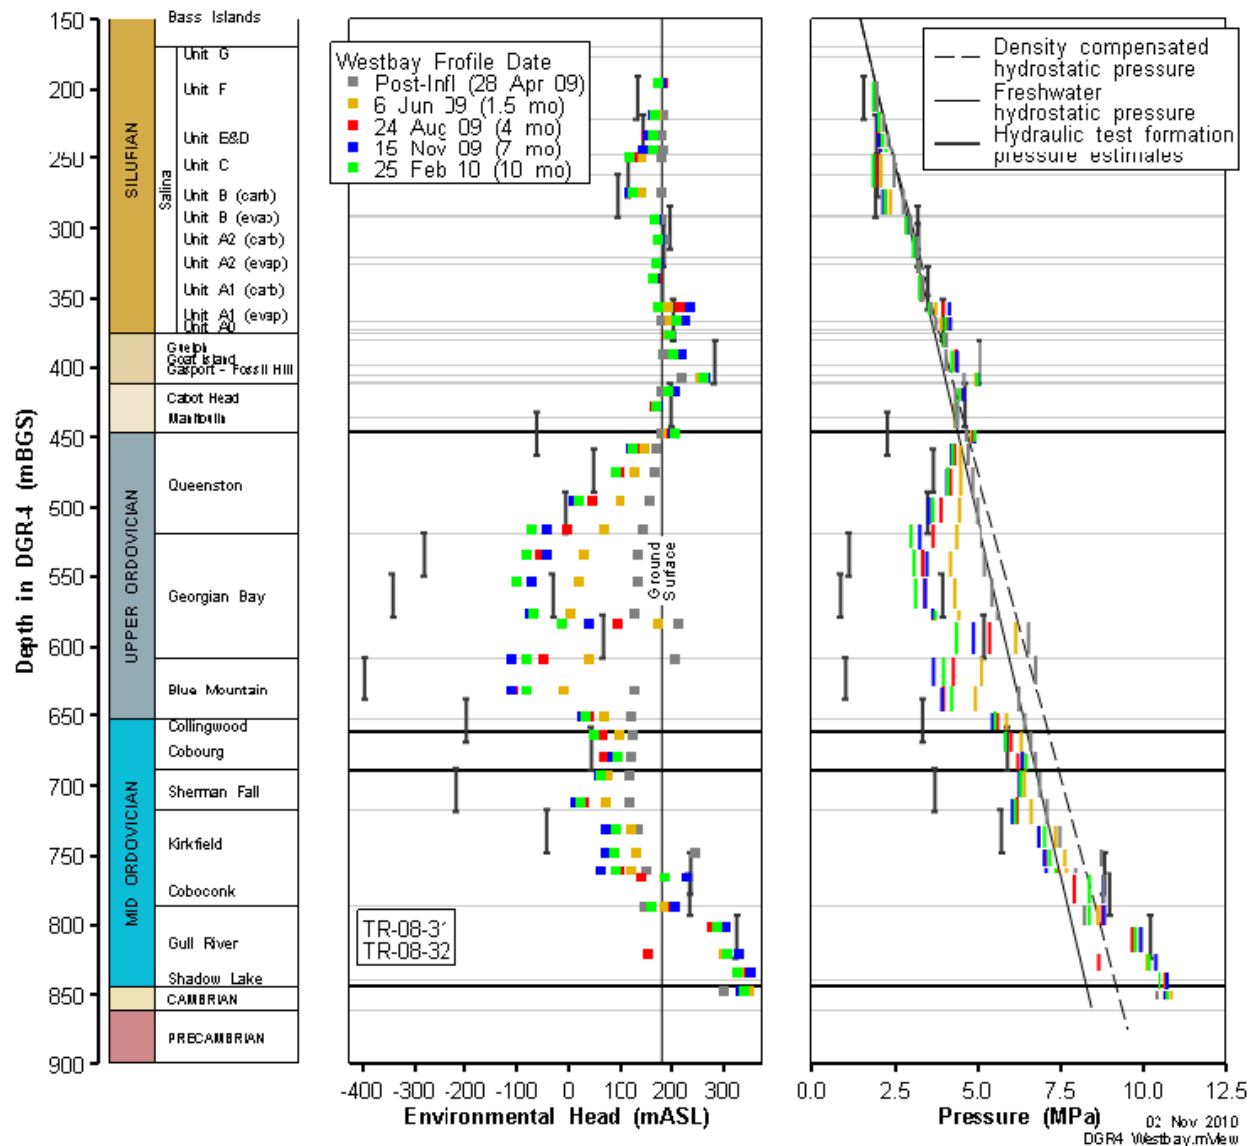 150
200
250
300
350
400
450
500
550
600
650
700
750
800
850
900
Depth in DGR-4 (mBGS)
SILURIAN
UPPER ORDOVICIAN
MID ORDOVICIAN
Bass Islands
Salina
Unit G
Unit F
Unit E&D
Unit C
Unit B (carb)
Unit B (evap)
Unit A2 (carb)
Unit A2 (evap)
Unit A1 (carb)
Unit A1 (evap)
Unit A0
Guelph
Goat Island
Gasport - Fossil Hill
Cabot Head
Manitoulin
Queenston
Georgian Bay
Blue Mountain
Collingwood
Cobourg
Sherman Fall
Kirkfield
Coboconk
Gull River
Shadow Lake
CAMBRIAN
PRECAMBRIAN
Westbay Profile Date
Post-Infl (28 Apr 09)
6 Jun 09 (1.5 mo)
24 Aug 09 (4 mo)
15 Nov 09 (7 mo)
25 Feb 10 (10 mo)
Ground
Surface
TR-08-31
TR-08-32
-400 -300 -200 -100 0 100 200 300
Environmental Head (mASL)
Density compensated
hydrostatic pressure
Freshwater
hydrostatic pressure
Hydraulic test formation
pressure estimates
0.0 2.5 5.0 7.5 10.0 12.5
Pressure (MPa)
02 Nov 2010
DGR4 Westbay.mView